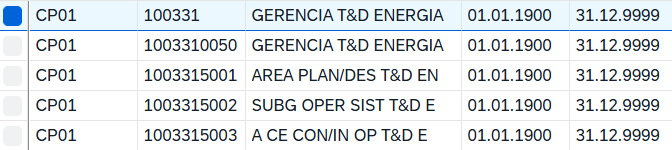 CP01 100331 GERENCIA T&D ENERGIA 01.01.1900 31.12.9999
CP01 1003310050 GERENCIA T&D ENERGIA 01.01.1900 31.12.9999
CP01 1003315001 AREA PLAN/DES T&D EN 01.01.1900 31.12.9999
CP01 1003315002 SUBG OPER SIST T&D E 01.01.1900 31.12.9999
CP01 1003315003 A CE CON/IN OP T&D E 01.01.1900 31.12.9999